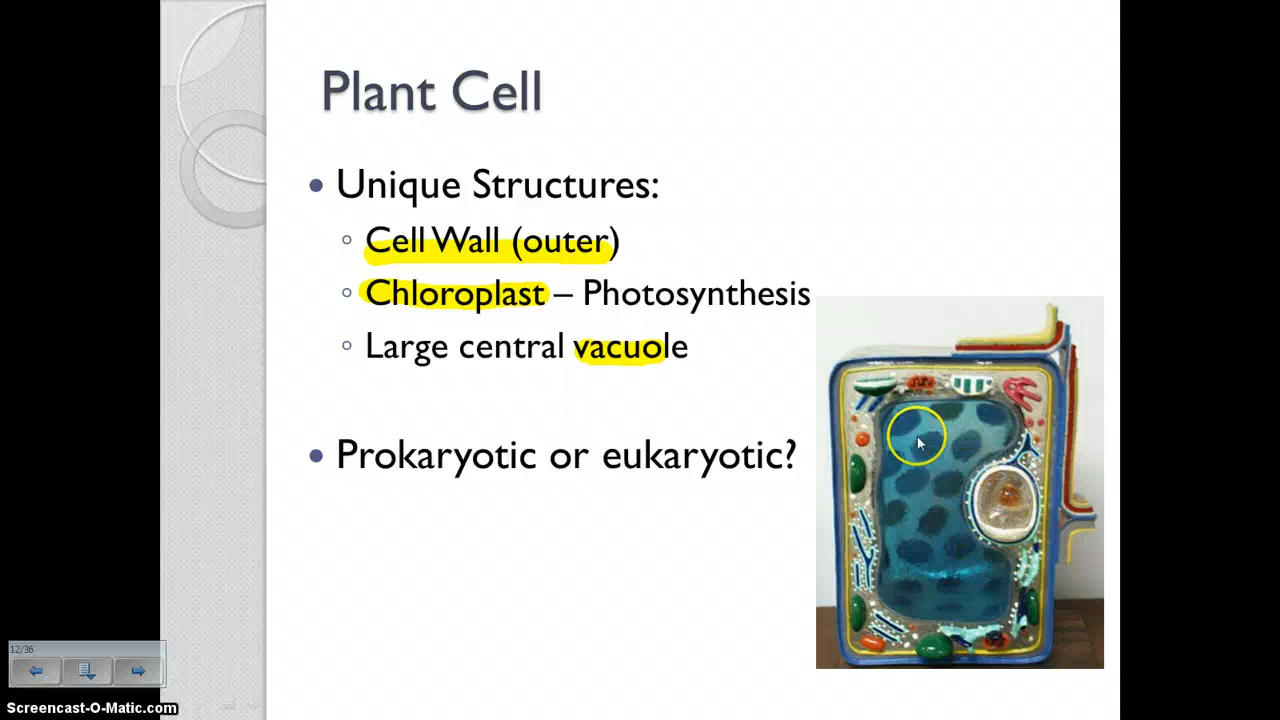 Plant Cell
• Unique Structures:
◦ Cell Wall (outer)
◦ Chloroplast – Photosynthesis
◦ Large central vacuole
• Prokaryotic or eukaryotic?
12/36
Screencast-O-Matic.com